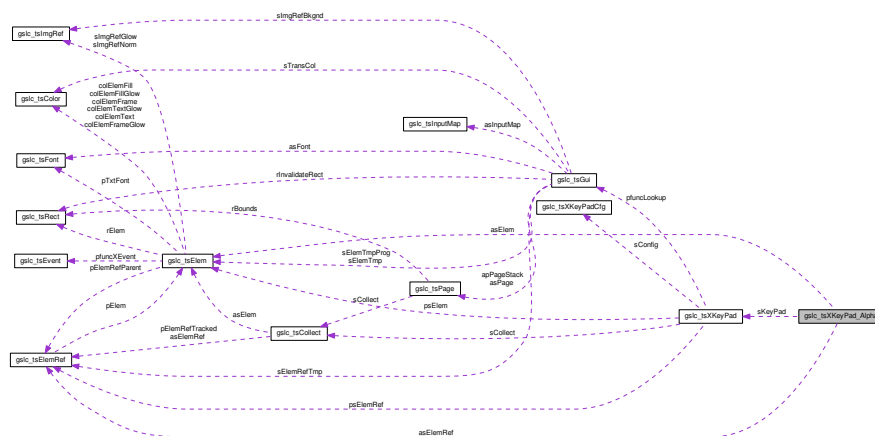 sImgRefBkgnd
gslc_tsImgRef
sImgRefGlow
sImgRefNorm
sTransCol
colElemFill
colElemFillGlow
colElemFrame
colElemTextGlow
colElemText
colElemFrameGlow
gslc_tsColor
gslc_tsInputMap
asInputMap
asFont
gslc_tsFont
rInvalidateRect
gslc_tsGui
pTxtFont
pfuncLookup
gslc_tsXKeyPadCfg
rBounds
gslc_tsRect
rElem
asElem
sConfig
pfuncXEvent
gslc_tsEvent
gslc_tsElem
sElemTmpProg
sElemTmp
pElemRefParent
apPageStack
asPage
gslc_tsPage
sCollect
psElem
pElem
asElem
sKeyPad
gslc_tsXKeyPad
gslc_tsXKeyPad_Alpha
pElemRefTracked
asElemRef
gslc_tsCollect
sCollect
gslc_tsElemRef
sElemRefTmp
psElemRef
asElemRef